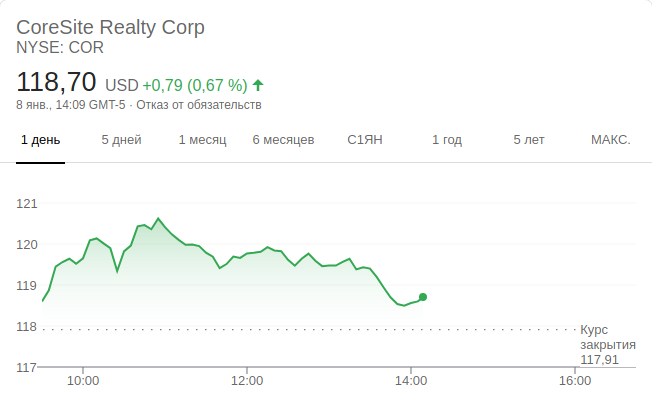 CoreSite Realty Corp
NYSE: COR
118,70 USD +0,79 (0,67 %)
8 янв., 14:09 GMT-5 · Отказ от обязательств
1 день 5 дней 1 месяц 6 месяцев С1ЯН 1 год 5 лет МАКС.
121
120
119
118
Курс
закрытия
117,91
117
10:00 12:00 14:00 16:00